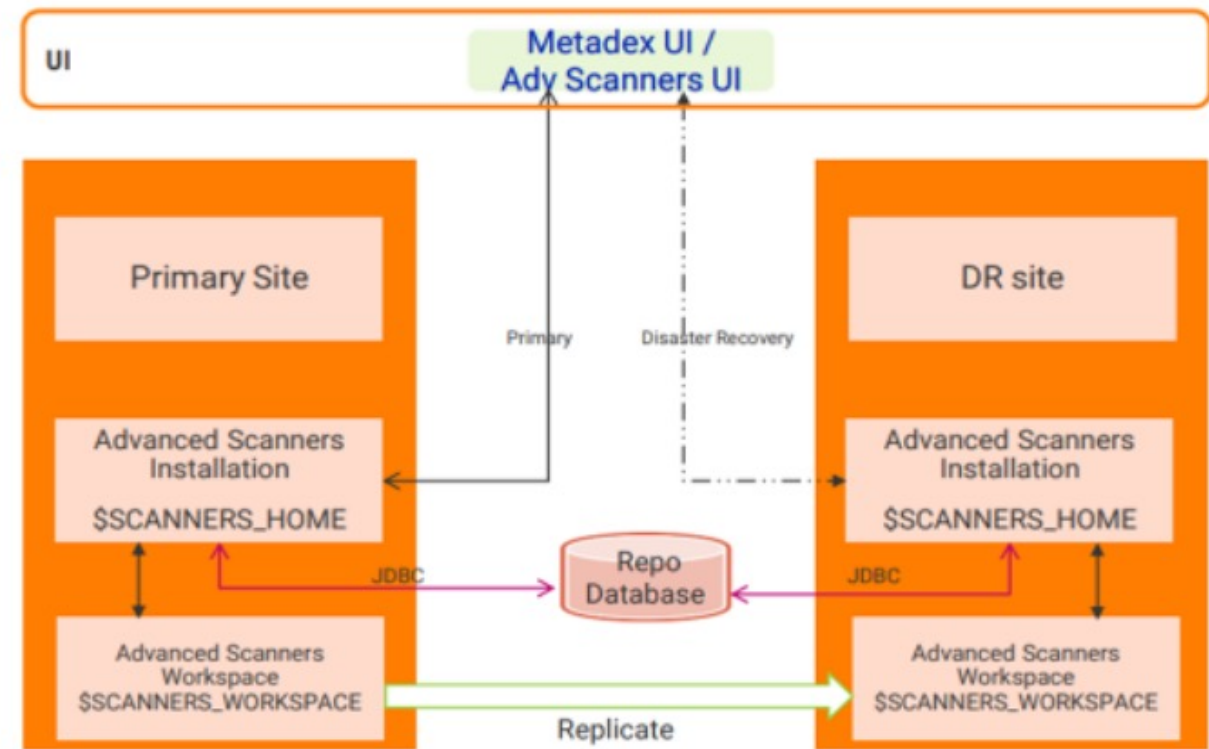 UI
Metadex UI /
Adv Scanners UI
Primary Site
DR site
Primary
Disaster Recovery
Advanced Scanners
Installation
$SCANNERS_HOME
Advanced Scanners
Installation
$SCANNERS_HOME
JDBC
Repo
Database
JDBC
Advanced Scanners
Workspace
$SCANNERS_WORKSPACE
Advanced Scanners
Workspace
$SCANNERS_WORKSPACE
Replicate